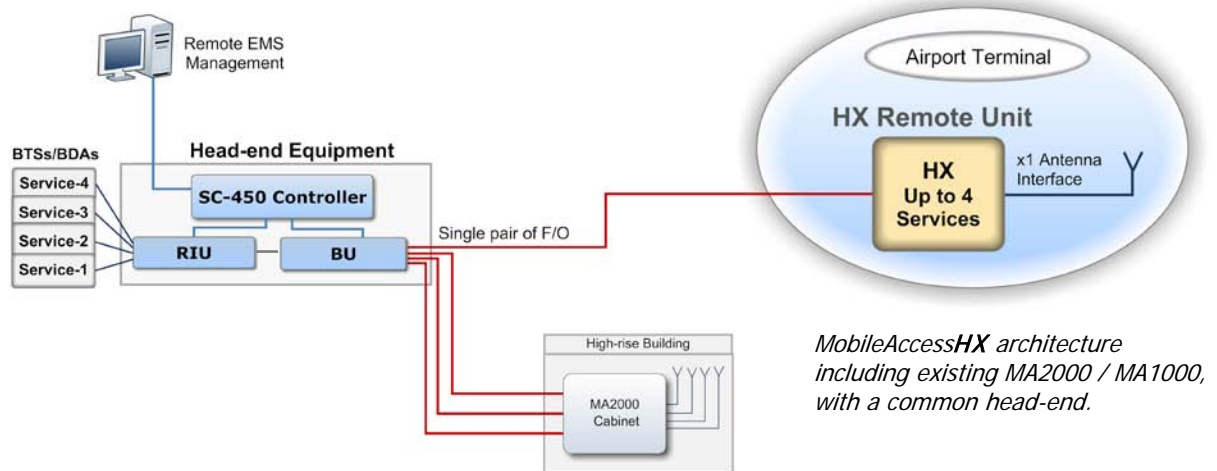 Remote EMS
Management
BTSs/BDAs
Service-4
Service-3
Service-2
Service-1
Head-end Equipment
SC-450 Controller
RIU
BU
Single pair of F/O
Airport Terminal
HX Remote Unit
HX
Up to 4
Services
x1 Antenna
Interface
High-rise Building
MA2000
Cabinet
MobileAccessHX architecture
including existing MA2000 / MA1000,
with a common head-end.